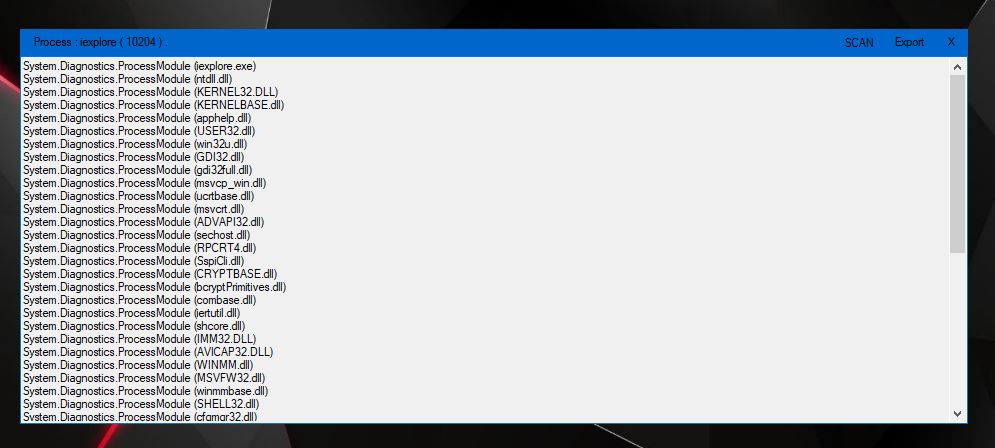 Process : iexplore ( 10204 ) .
SCAN
Export
X
System.Diagnostics.ProcessModule (iexplore.exe)
System.Diagnostics.ProcessModule (ntdll.dll)
System.Diagnostics.ProcessModule (KERNEL32.DLL)
System.Diagnostics.ProcessModule (KERNELBASE.dll)
System.Diagnostics.ProcessModule (apphelp.dll)
System.Diagnostics.ProcessModule (USER32.dll)
System.Diagnostics.ProcessModule (win32u.dll)
System.Diagnostics.ProcessModule (GDI32.dll)
System.Diagnostics.ProcessModule (gdi32full.dll)
System.Diagnostics.ProcessModule (msvcp_win.dll)
System.Diagnostics.ProcessModule (ucrtbase.dll)
System.Diagnostics.ProcessModule (msvcrt.dll)
System.Diagnostics.ProcessModule (ADVAPI32.dll)
System.Diagnostics.ProcessModule (sechost.dll)
System.Diagnostics.ProcessModule (RPCRT4.dll)
System.Diagnostics.ProcessModule (SspiCli.dll)
System.Diagnostics.ProcessModule (CRYPTBASE.dll)
System.Diagnostics.ProcessModule (bcryptPrimitives.dll)
System.Diagnostics.ProcessModule (combase.dll)
System.Diagnostics.ProcessModule (iertutil.dll)
System.Diagnostics.ProcessModule (shcore.dll)
System.Diagnostics.ProcessModule (IMM32.DLL)
System.Diagnostics.ProcessModule (AVICAP32.DLL)
System.Diagnostics.ProcessModule (WINMM.dll)
System.Diagnostics.ProcessModule (MSVFW32.dll)
System.Diagnostics.ProcessModule (winmmbase.dll)
System.Diagnostics.ProcessModule (SHELL32.dll)
System.Diagnostics.ProcessModule (cfgmgr32.dll)